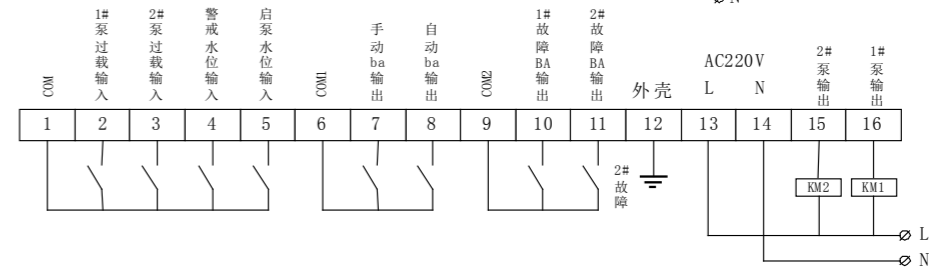 N
COM
1#泵过载输入
2#泵过载输入
警戒水位输入
启泵水位输入
COM1
手动ba输出
自动ba输出
COM2
1#故障BA输出
2#故障BA输出
外壳
AC220V
L
N
2#泵输出
1#泵输出
1 2 3 4 5 6 7 8 9 10 11 12 13 14 15 16
2#故障
KM2
KM1
L
N